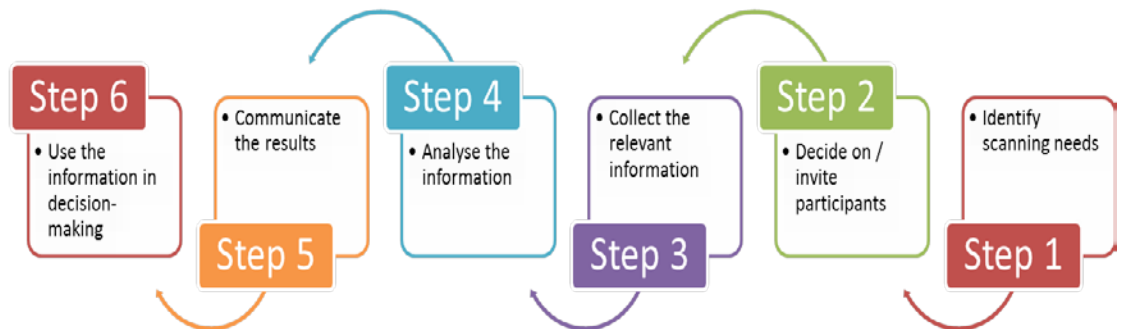 Step 6
• Use the
information in
decision-
making
• Communicate
the results
Step 5
Step 4
• Analyse the
information
• Collect the
relevant
information
Step 3
Step 2
• Decide on /
invite
participants
• Identify
scanning needs
Step 1